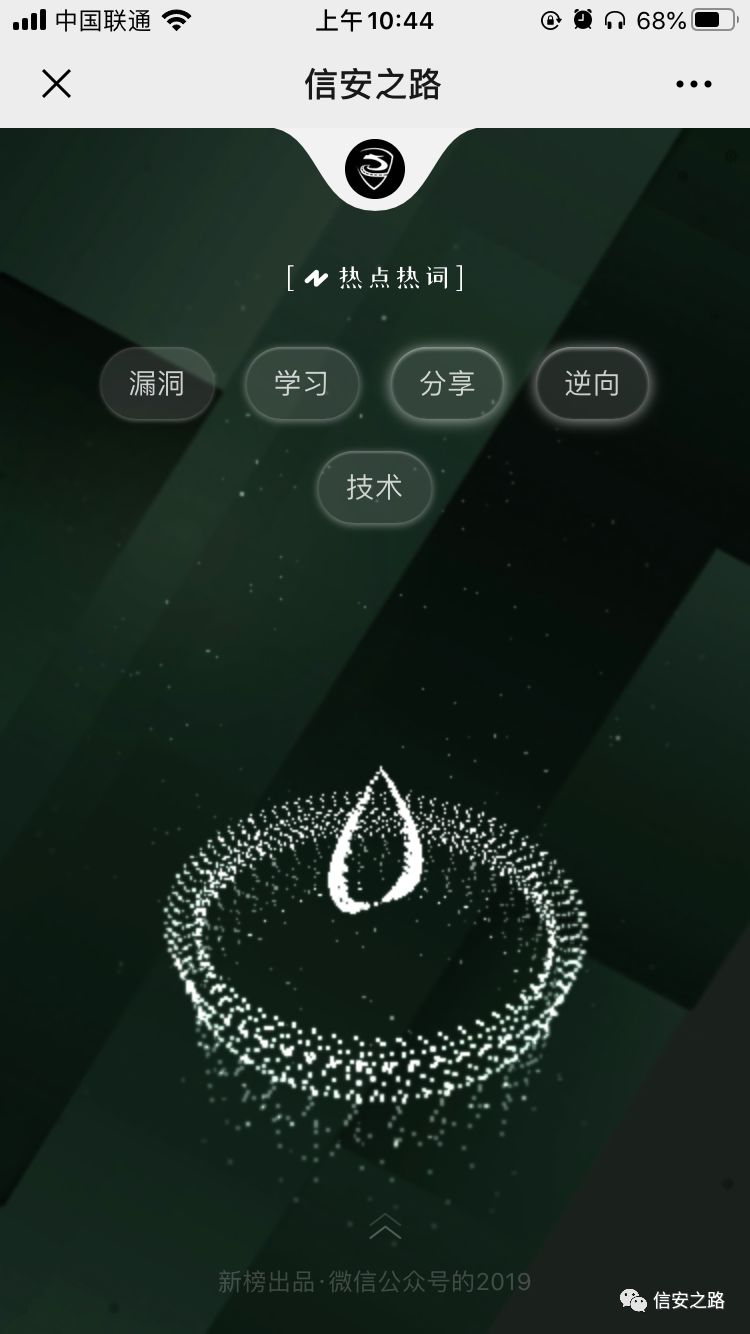 中国联通 上午10:44 68%
信安之路
[ 热点热词 ]
漏洞 学习 分享 逆向
技术
新榜出品·微信公众号的2019
信安之路